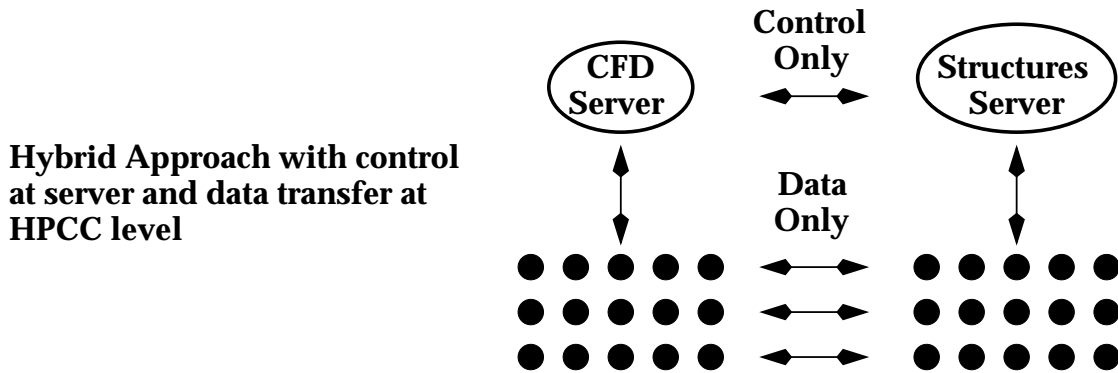 Control
Only
CFD
Server
Structures
Server
Hybrid Approach with control
at server and data transfer at
HPCC level
Data
Only